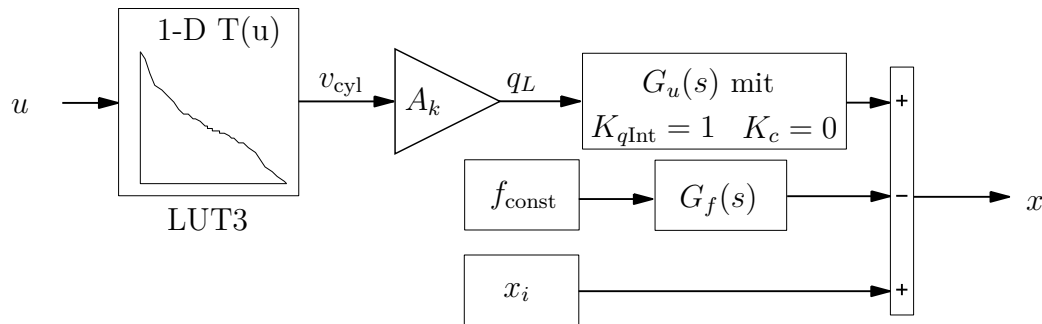 1-D T(u)
LUT3
u
v_cyl
A_k
q_L
G_u(s) mit
K_qInt = 1 K_c = 0
+
f_const
G_f(s)
−
x
x_i
+